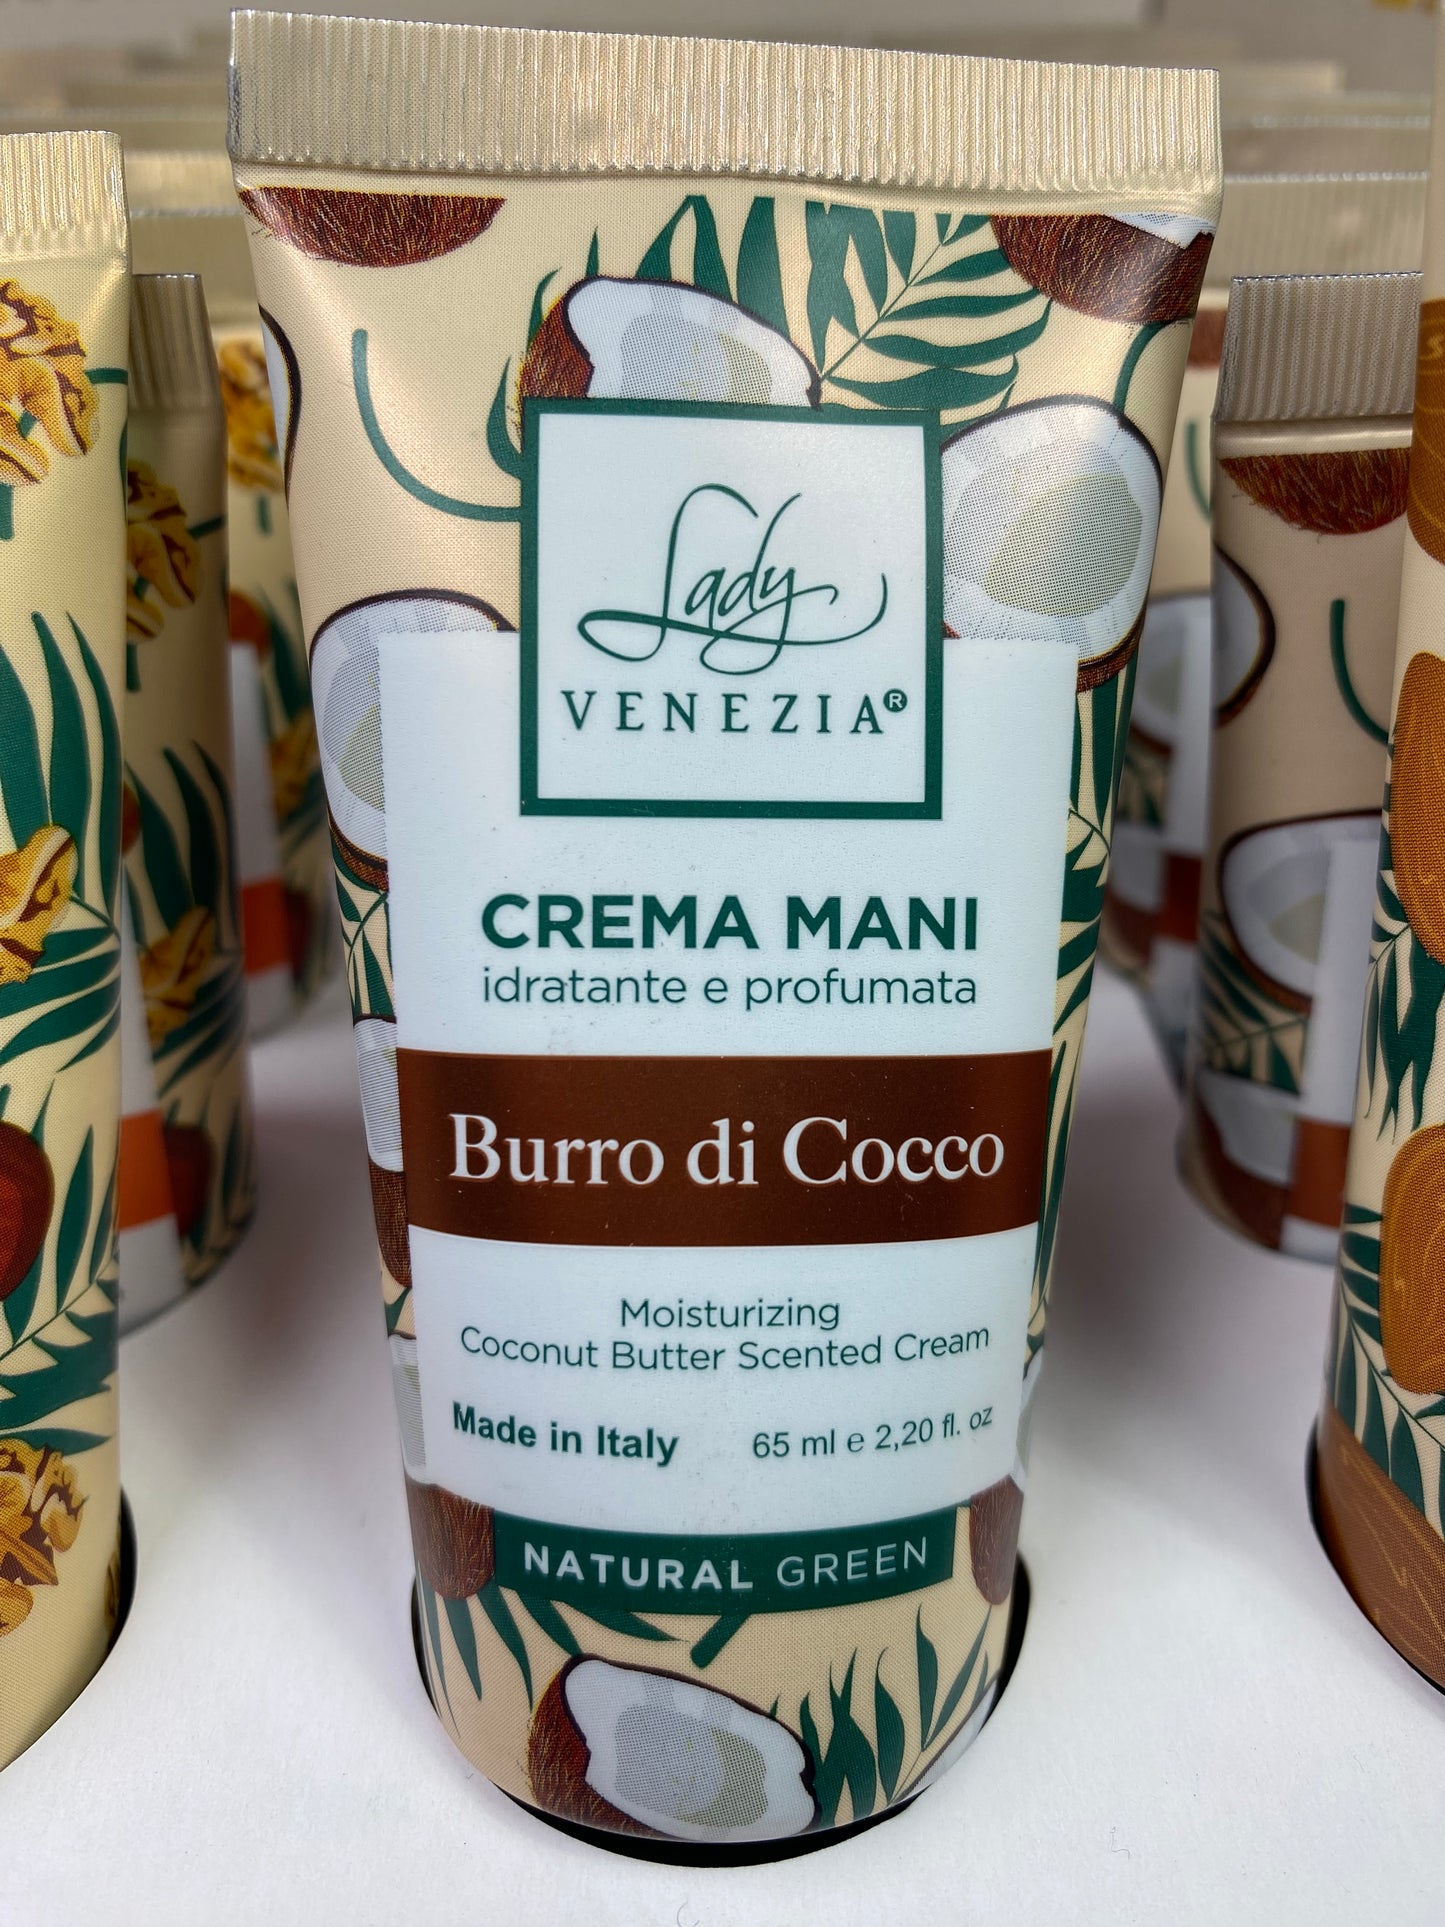 Lady
VENEZIA®
CREMA MANI
idratante e profumata
Burro di Cocco
Moisturizing
Coconut Butter Scented Cream
Made in Italy 65 ml e 2,20 fl. oz
NATURAL GREEN